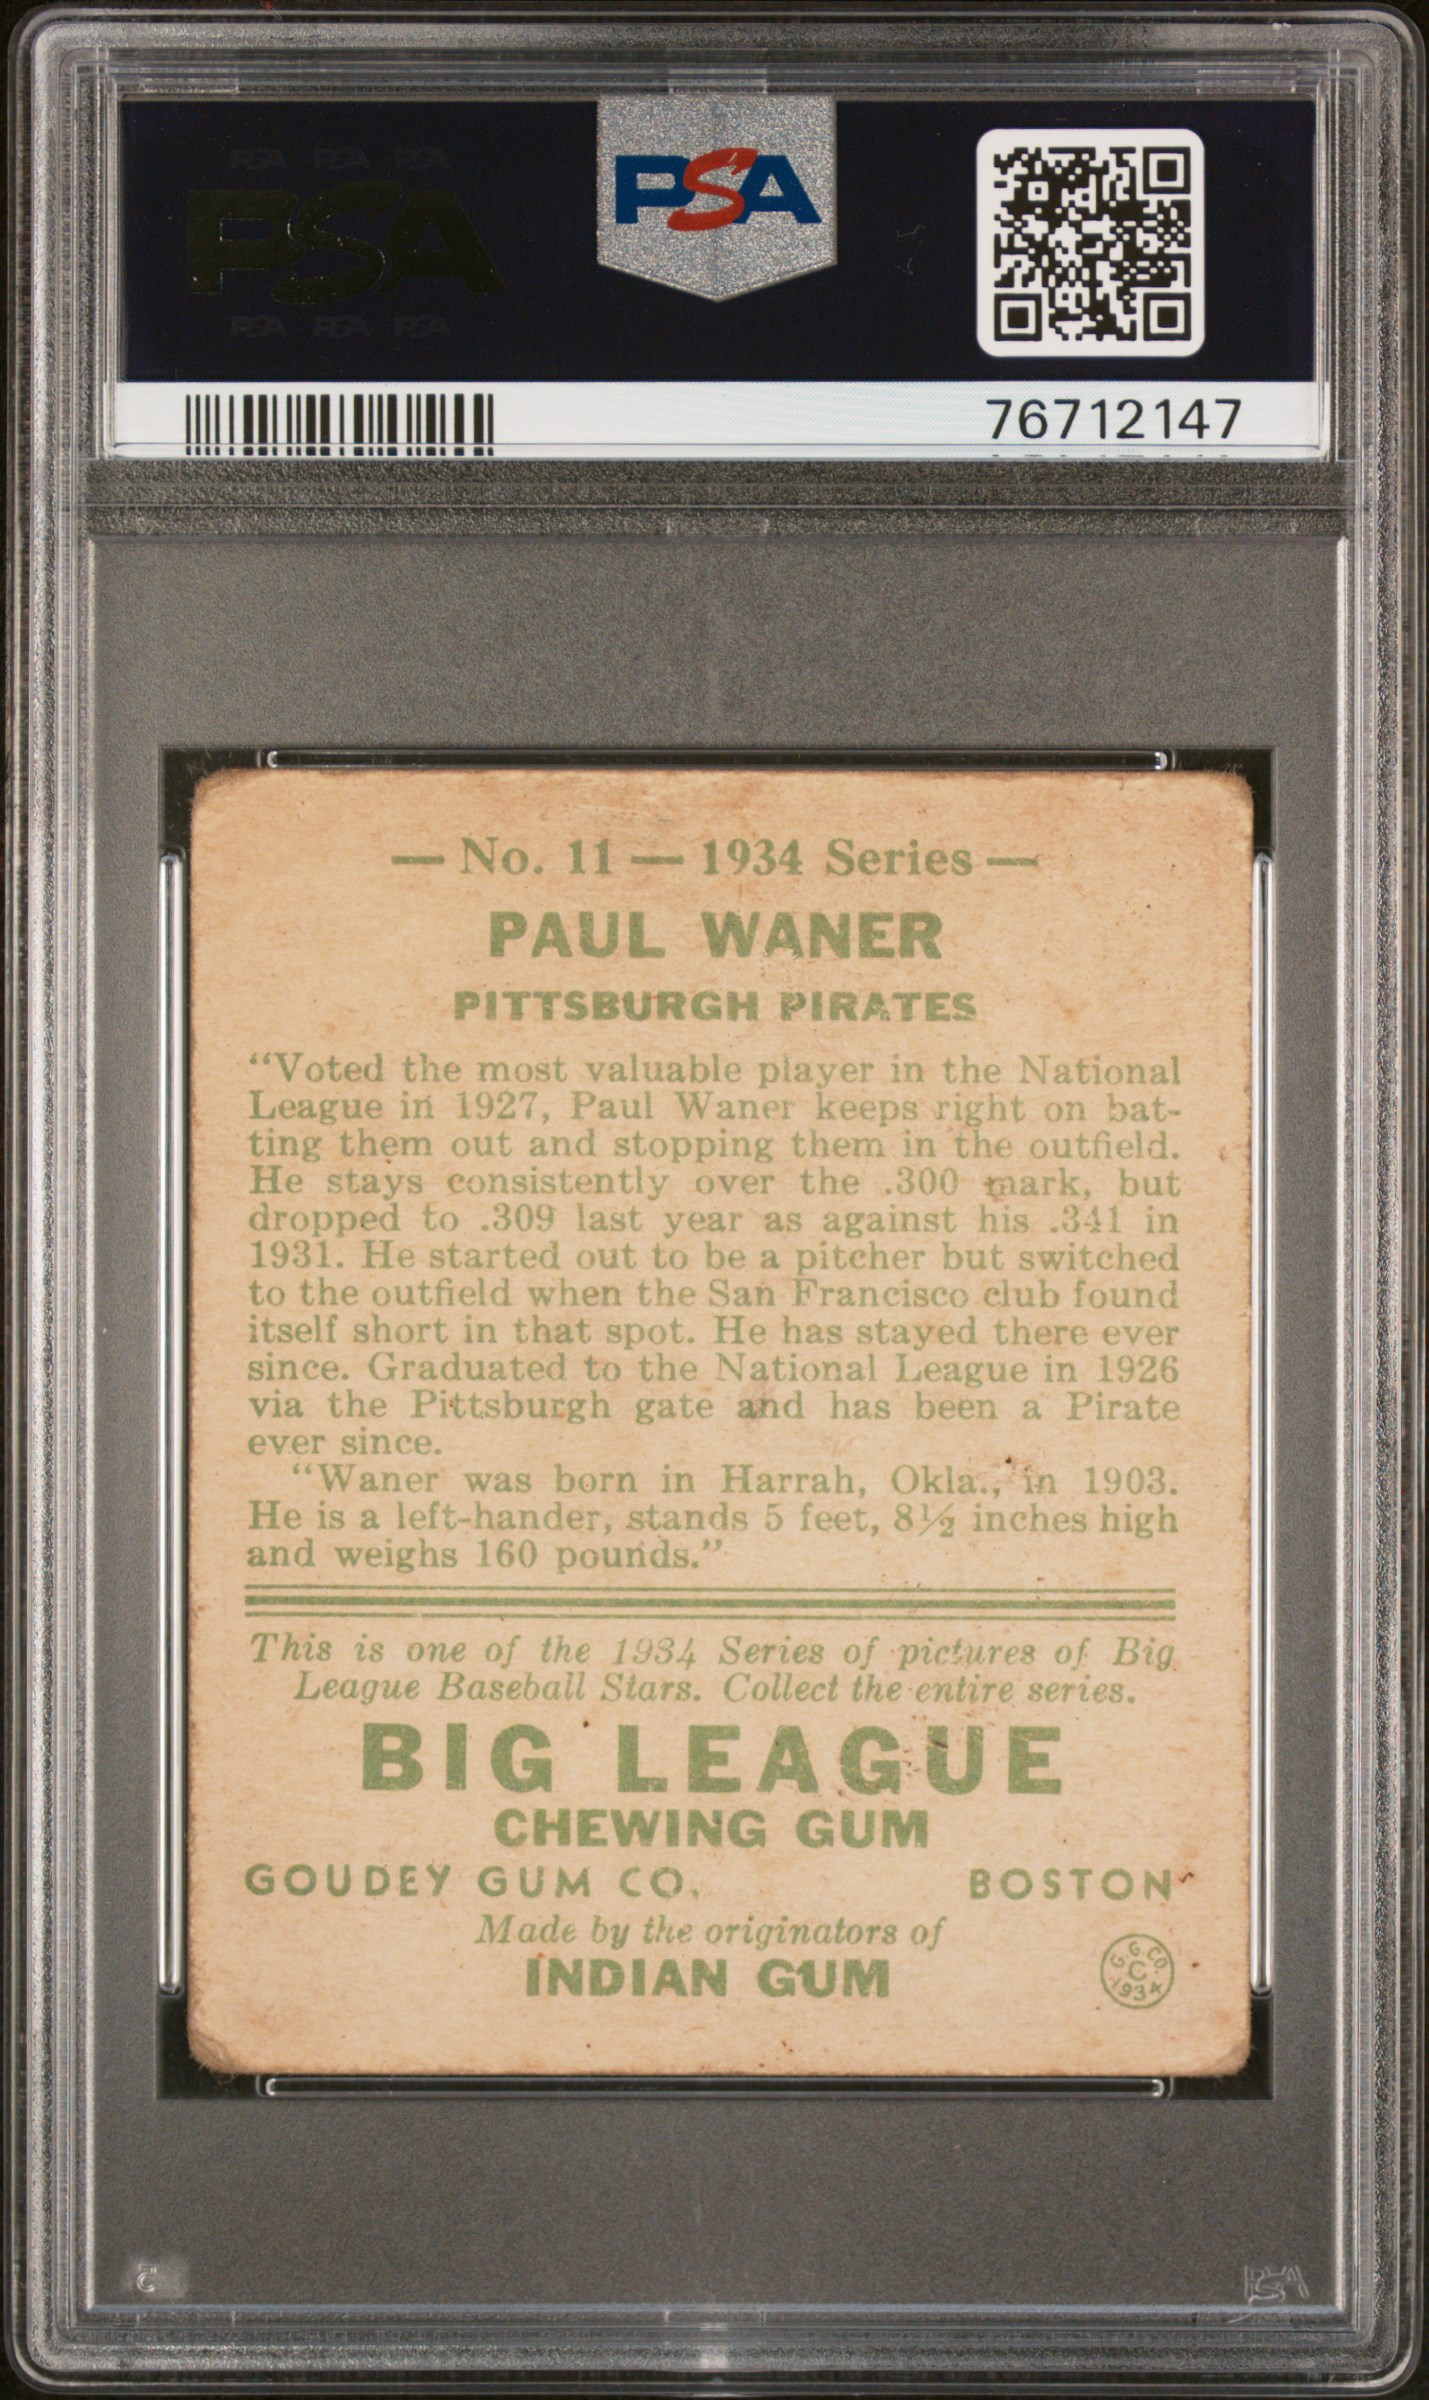 PSA PSA PSA
PSA
PSA PSA PSA
PSA
76712147
— No. 11 — 1934 Series —
PAUL WANER
PITTSBURGH PIRATES
“Voted the most valuable player in the National
League in 1927, Paul Waner keeps right on bat-
ting them out and stopping them in the outfield.
He stays consistently over the .300 mark, but
dropped to .309 last year as against his .341 in
1931. He started out to be a pitcher but switched
to the outfield when the San Francisco club found
itself short in that spot. He has stayed there ever
since. Graduated to the National League in 1926
via the Pittsburgh gate and has been a Pirate
ever since.
“Waner was born in Harrah, Okla., in 1903.
He is a left-hander, stands 5 feet, 8½ inches high
and weighs 160 pounds.”
This is one of the 1934 Series of pictures of Big
League Baseball Stars. Collect the entire series.
BIG LEAGUE
CHEWING GUM
GOUDEY GUM CO. BOSTON
Made by the originators of
INDIAN GUM
G.G.CO.
C
1934
PSA